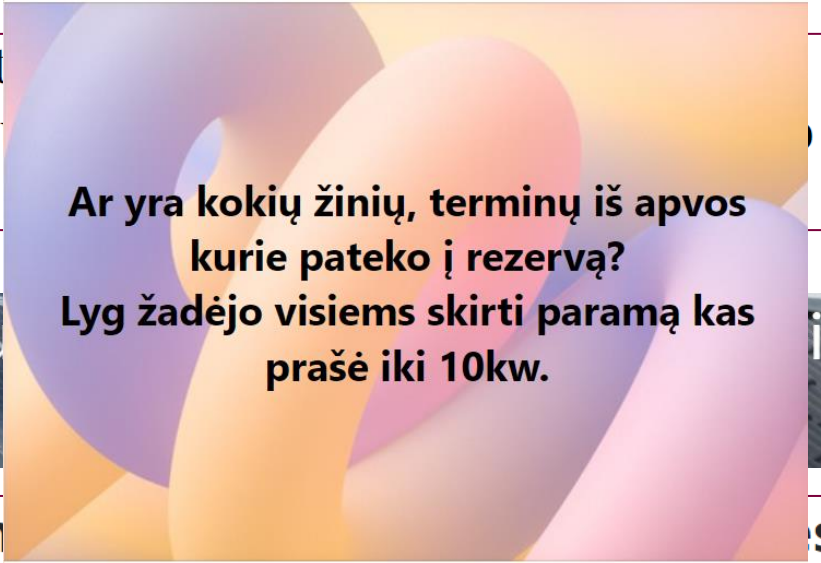 Ar yra kokių žinių, terminų iš apvos
kurie pateko į rezervą?
Lyg žadėjo visiems skirti paramą kas
prašė iki 10kw.